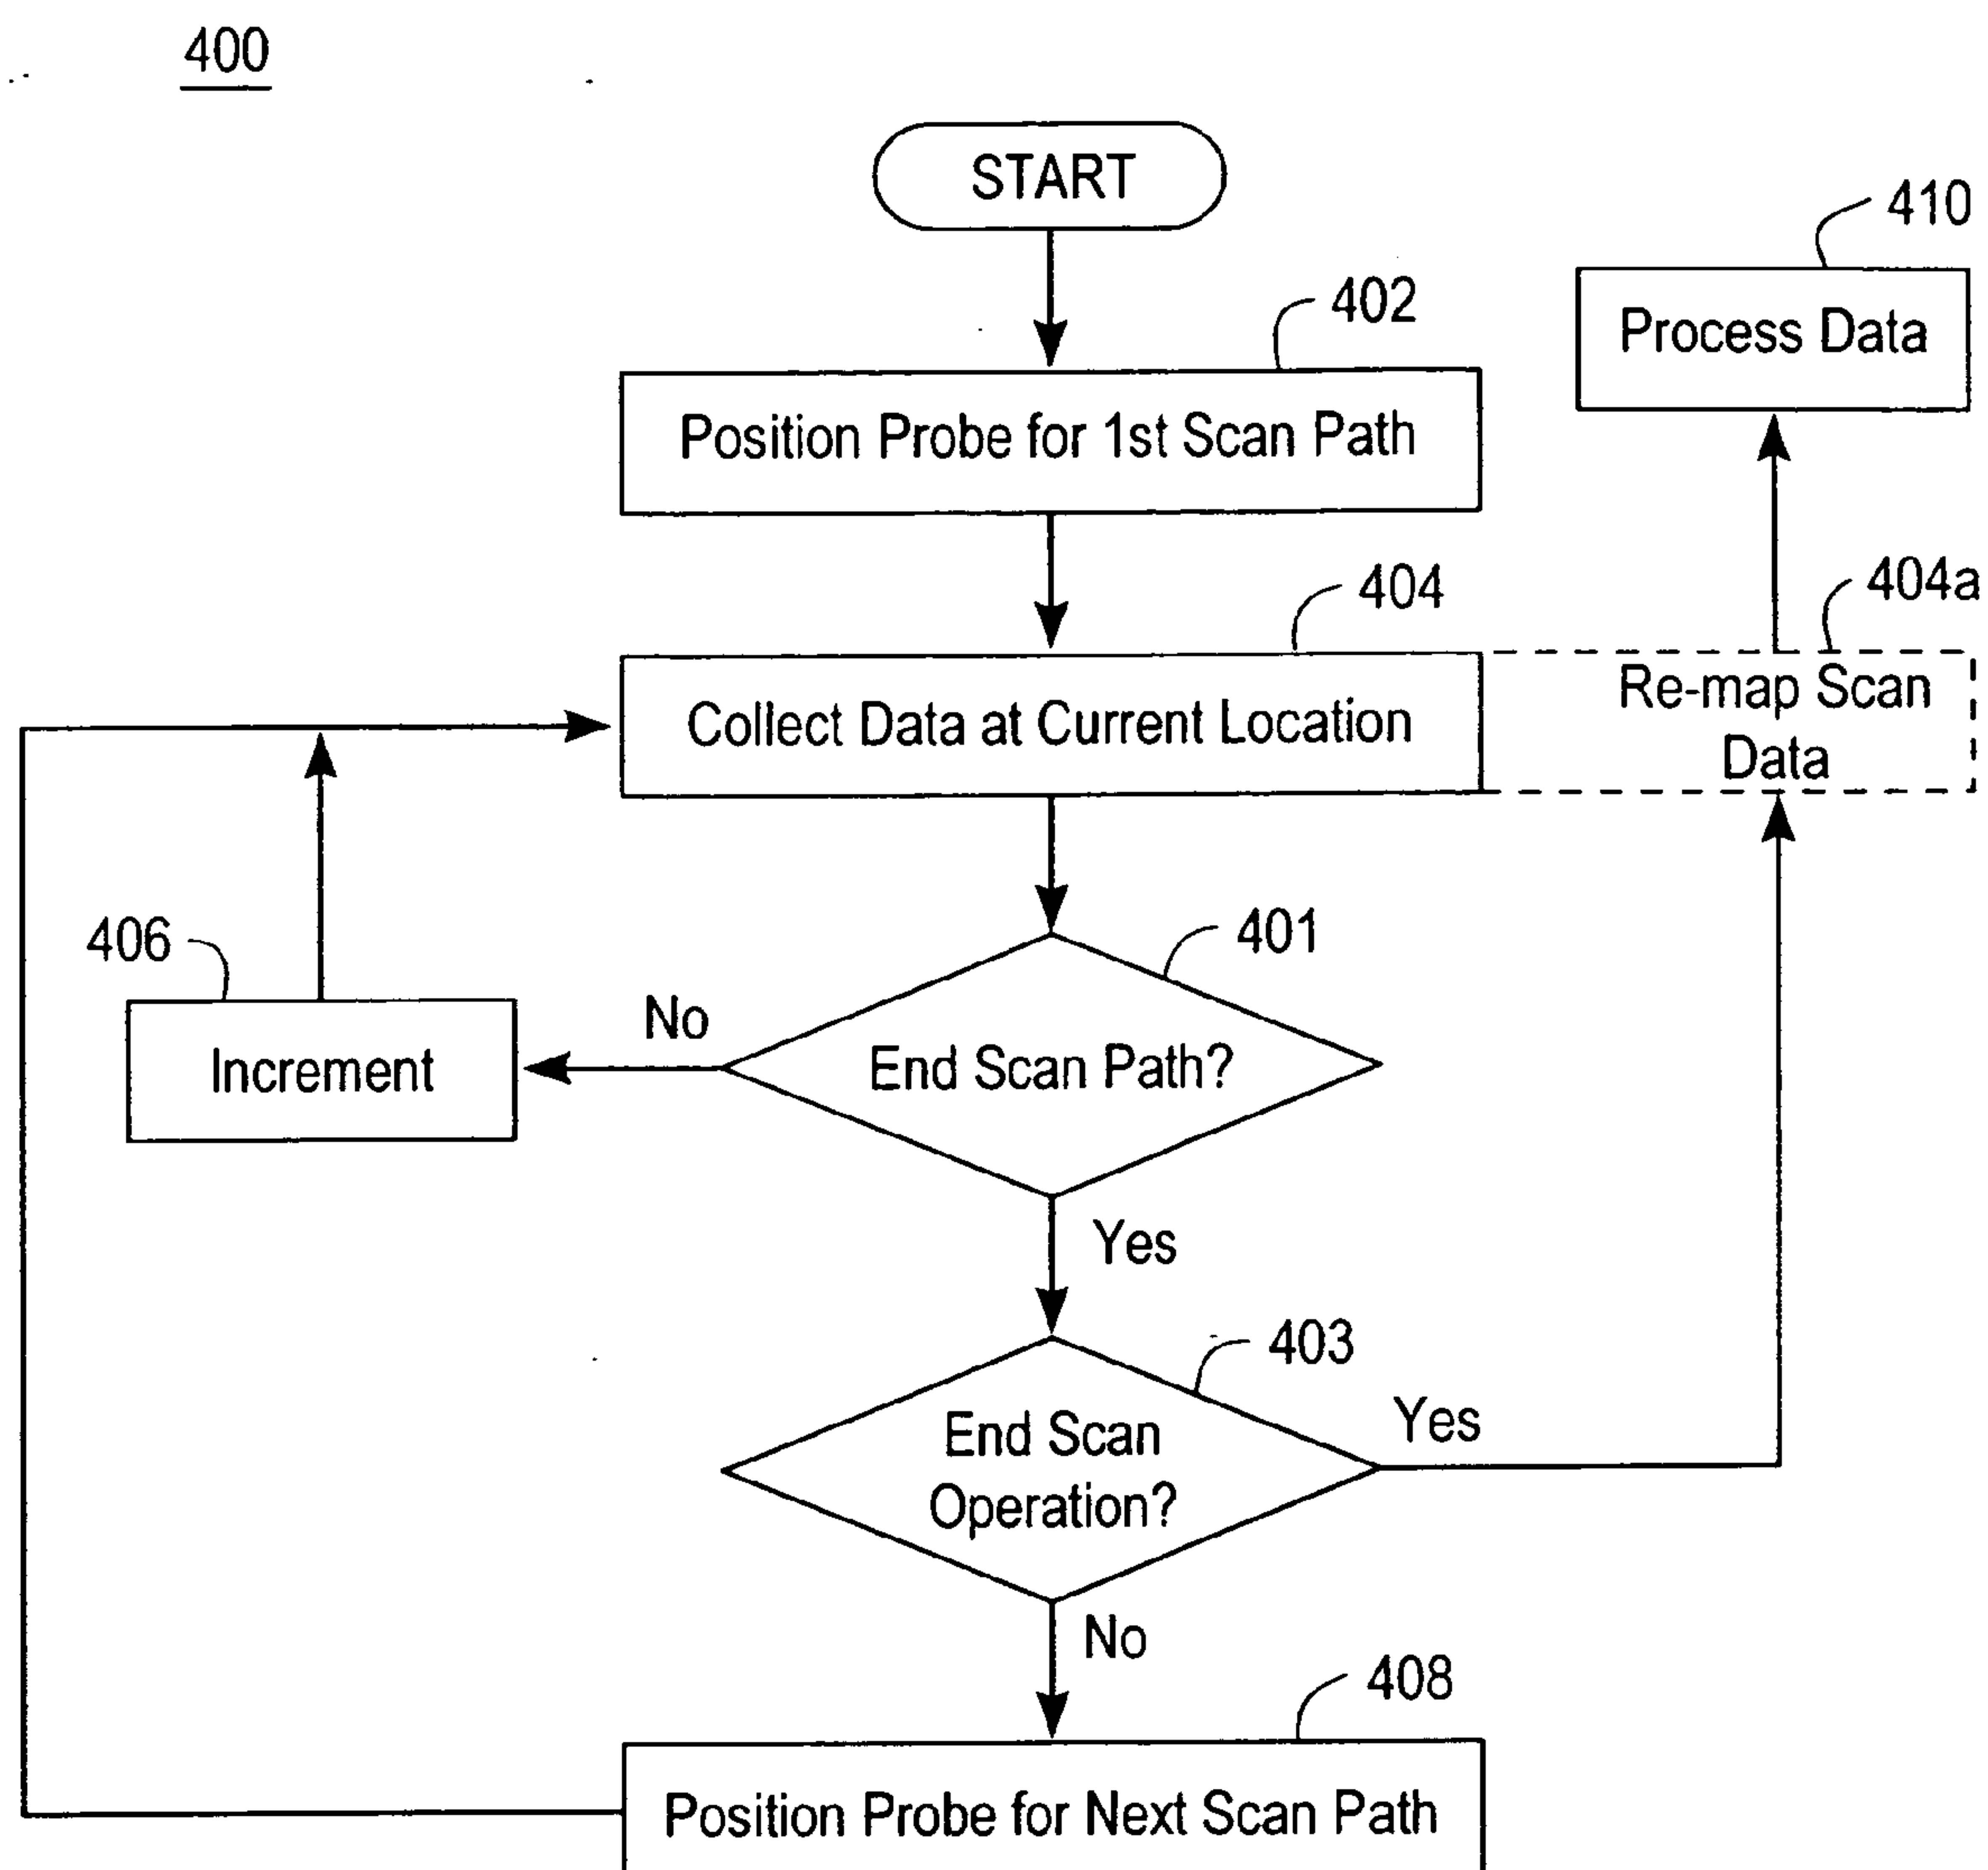 400
START
410
Process Data
402
Position Probe for 1st Scan Path
404
404a
Collect Data at Current Location
Re-map Scan
Data
406
401
No
Increment
End Scan Path?
Yes
403
End Scan
Operation?
Yes
No
408
Position Probe for Next Scan Path